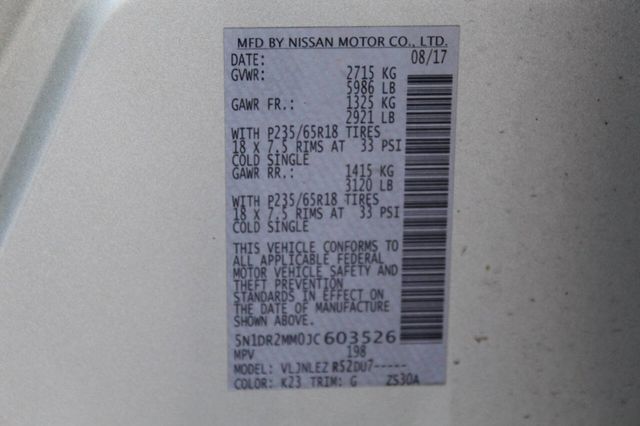 MFD BY NISSAN MOTOR CO., LTD.
DATE: 08/17
GVWR: 2715 KG
5986 LB
GAWR FR.: 1325 KG
2921 LB
WITH P235/65R18 TIRES
18 X 7.5 RIMS AT 33 PSI
COLD SINGLE
GAWR RR.: 1415 KG
3120 LB
WITH P235/65R18 TIRES
18 X 7.5 RIMS AT 33 PSI
COLD SINGLE
THIS VEHICLE CONFORMS TO
ALL APPLICABLE FEDERAL
MOTOR VEHICLE SAFETY AND
THEFT PREVENTION
STANDARDS IN EFFECT ON
THE DATE OF MANUFACTURE
SHOWN ABOVE.
5N1DR2MM0JC603526
MPV 198
MODEL: VLJNLEZ R52DU7-----
COLOR: K23 TRIM: G ZS30A